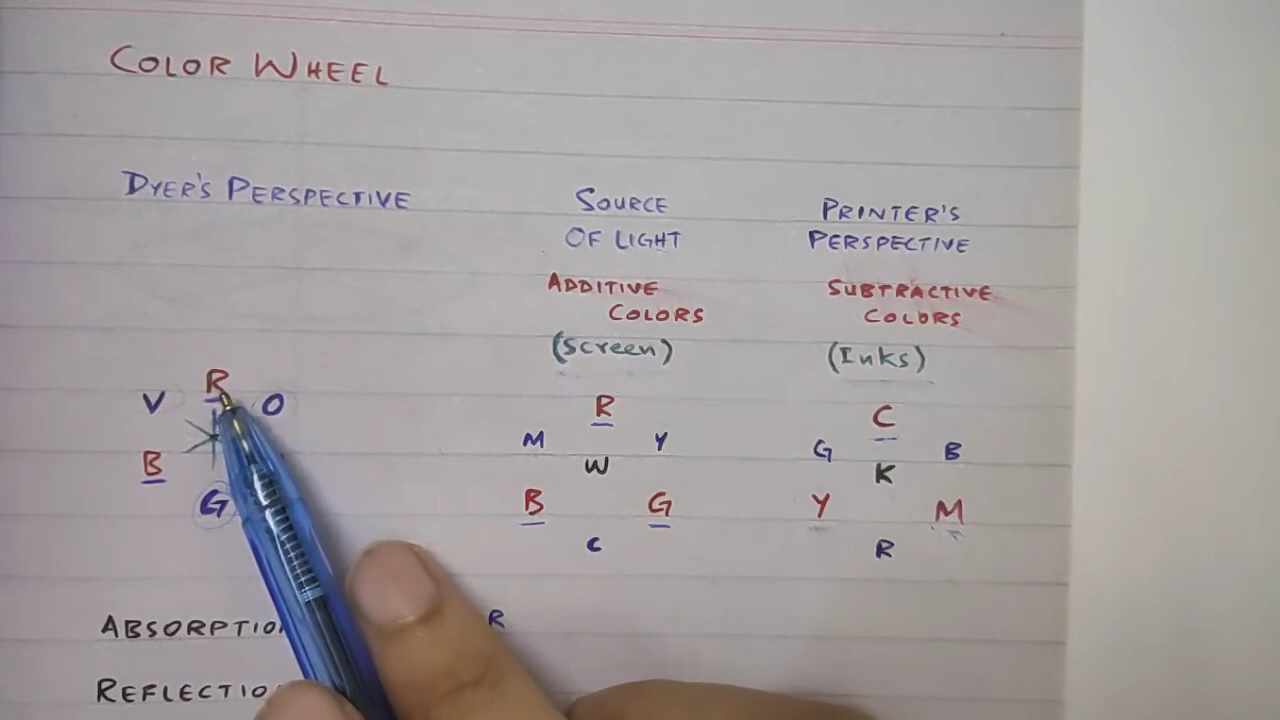 COLOR WHEEL
DYER'S PERSPECTIVE
SOURCE
OF LIGHT
ADDITIVE
COLORS
(Screen)
PRINTER'S
PERSPECTIVE
SUBTRACTIVE
COLORS
(Inks)
R
V O
B
G
R
M Y
W
B G
C
C
G B
K
Y M
R
R